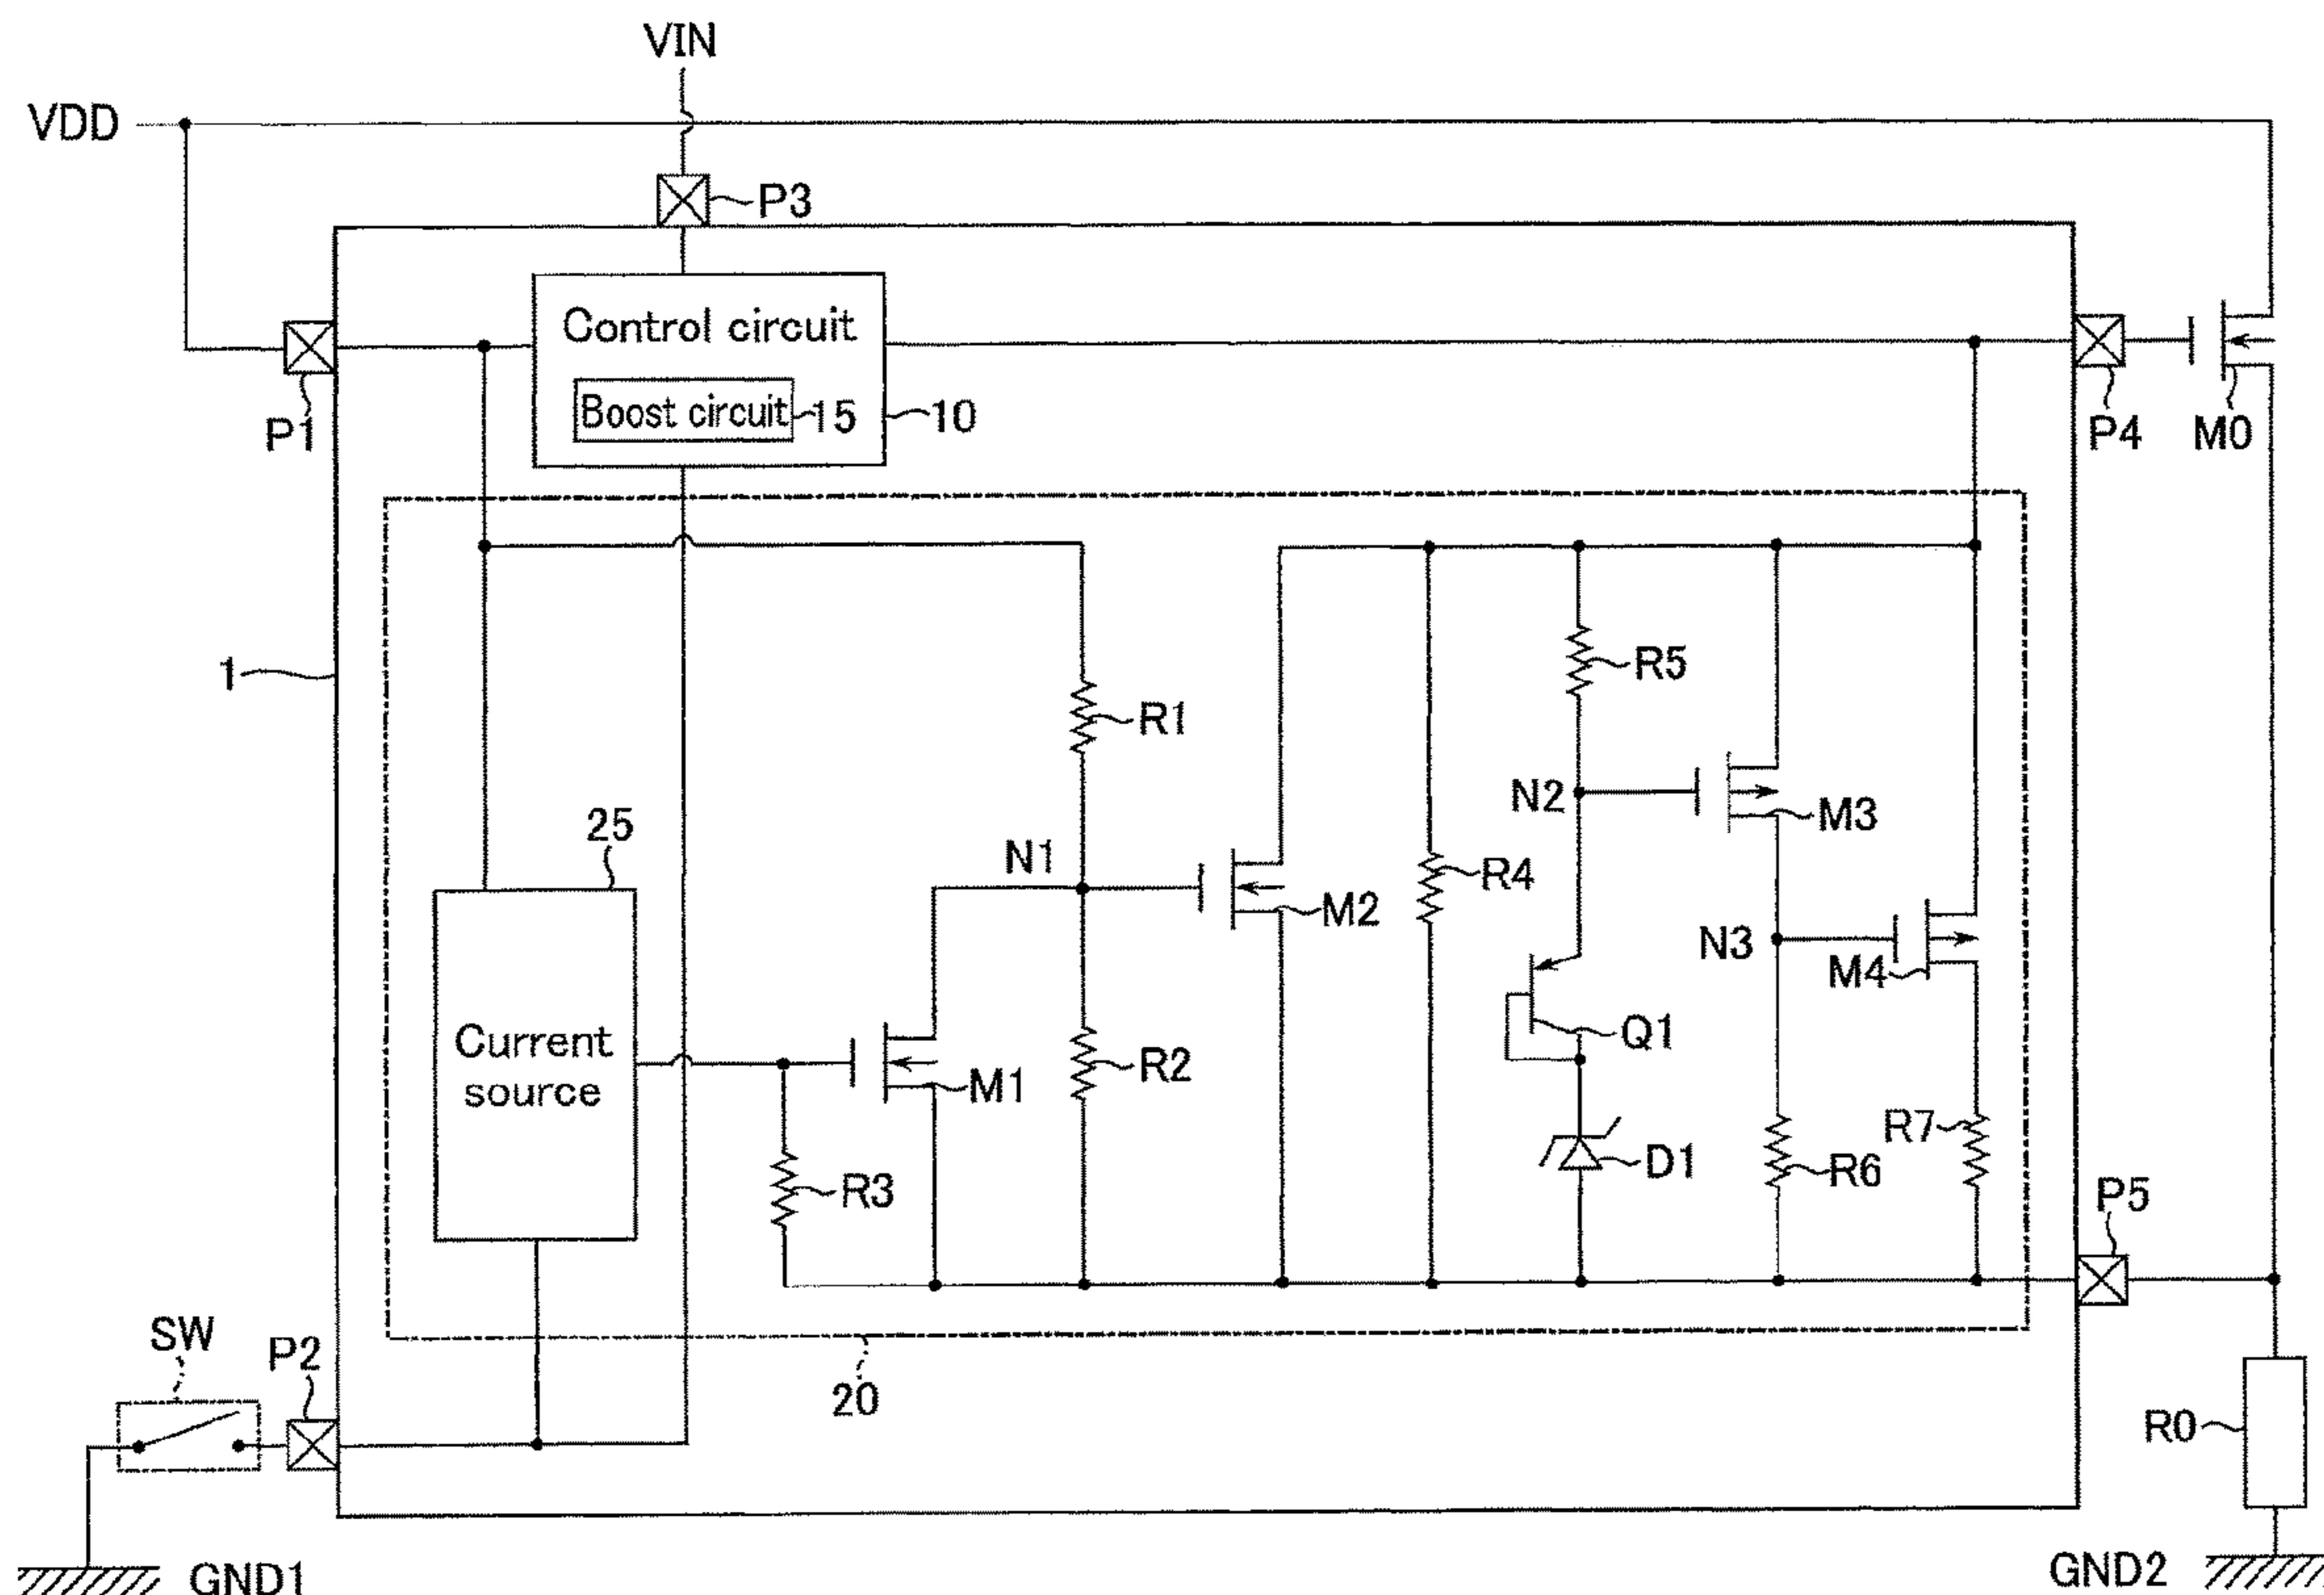 VIN
VDD
P3
Control circuit
Boost circuit
15
10
P1
P4
M0
1
R1
R5
N2
M3
25
N1
M2
R4
N3
M4
Current
source
M1
R2
Q1
R3
D1
R6
R7
P5
SW
P2
20
R0
GND1
GND2